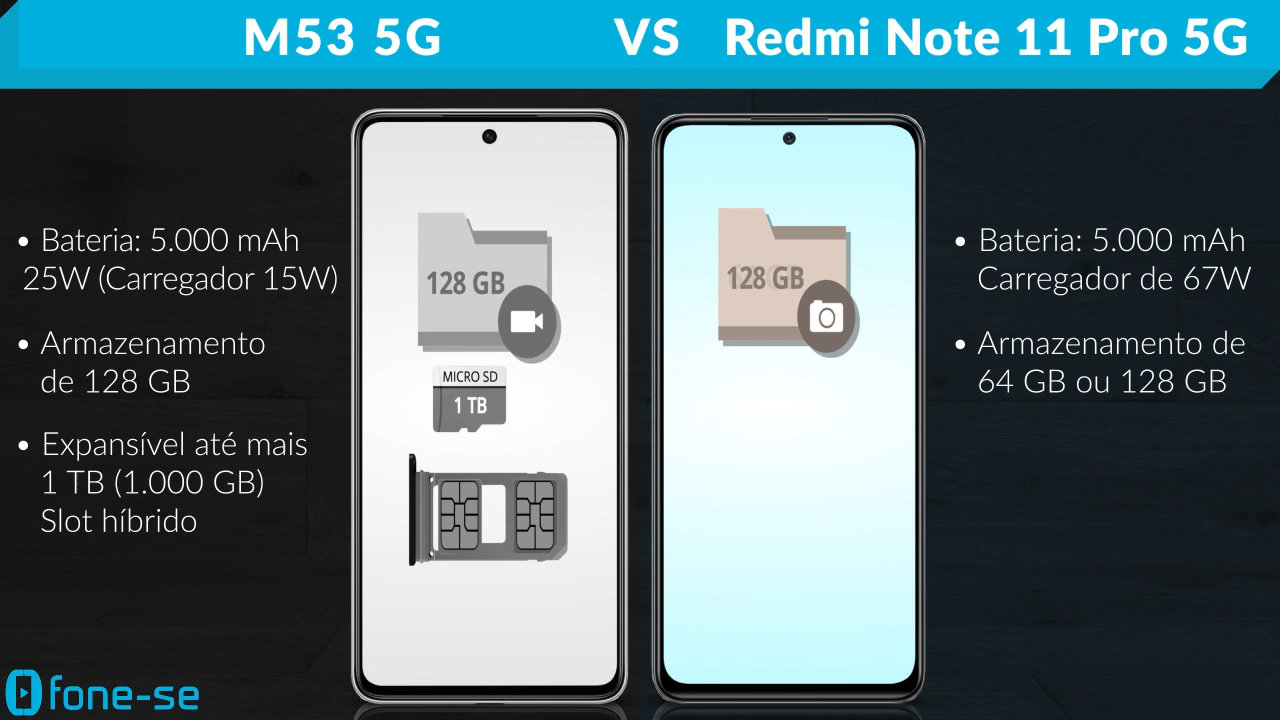 M53 5G VS Redmi Note 11 Pro 5G
• Bateria: 5.000 mAh
25W (Carregador 15W)
• Armazenamento
de 128 GB
• Expansível até mais
1 TB (1.000 GB)
Slot híbrido
128 GB
MICRO SD
1 TB
128 GB
• Bateria: 5.000 mAh
Carregador de 67W
• Armazenamento de
64 GB ou 128 GB
fone-se